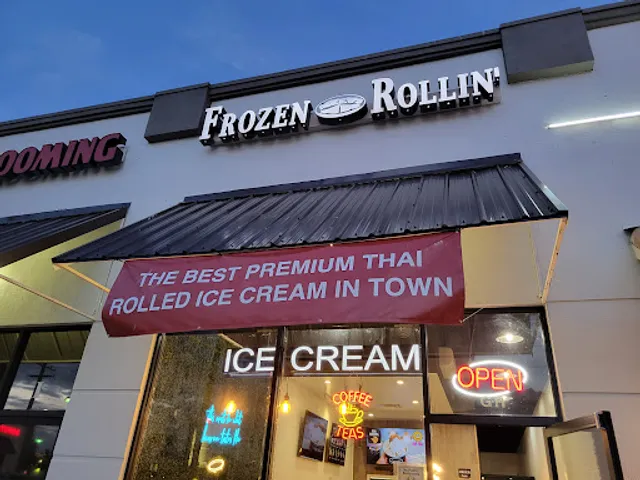 FROZEN ROLLIN'
OOMING
THE BEST PREMIUM THAI
ROLLED ICE CREAM IN TOWN
ICE CREAM
OPEN
COFFEE
TEAS